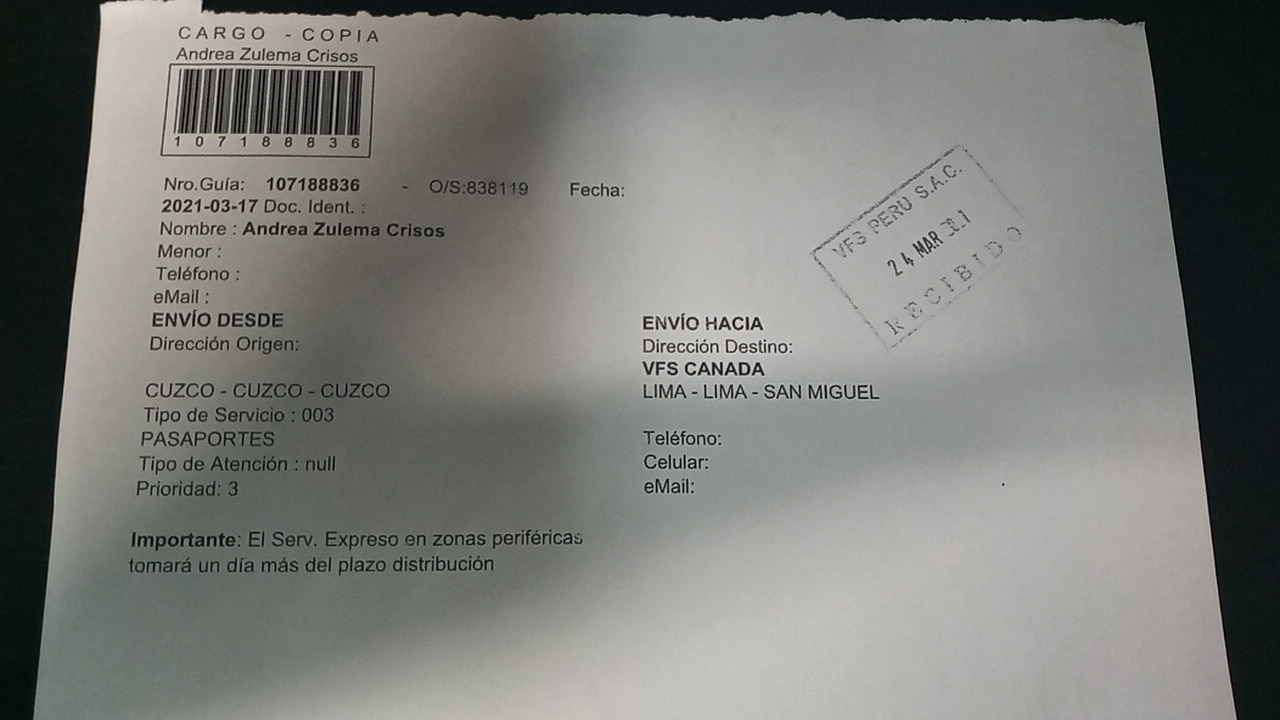 CARGO - COPIA
Andrea Zulema Crisos
1 0 7 1 8 8 8 3 6
Nro.Guía: 107188836 - O/S:838119 Fecha:
2021-03-17 Doc. Ident. :
Nombre : Andrea Zulema Crisos
Menor :
Teléfono :
eMail :
ENVÍO DESDE
Dirección Origen:
CUZCO - CUZCO - CUZCO
Tipo de Servicio : 003
PASAPORTES
Tipo de Atención : null
Prioridad: 3
VFS PERU S.A.C.
24 MAR
RECIBIDO
ENVÍO HACIA
Dirección Destino:
VFS CANADA
LIMA - LIMA - SAN MIGUEL
Teléfono:
Celular:
eMail:
Importante: El Serv. Expreso en zonas periféricas
tomará un día más del plazo distribución